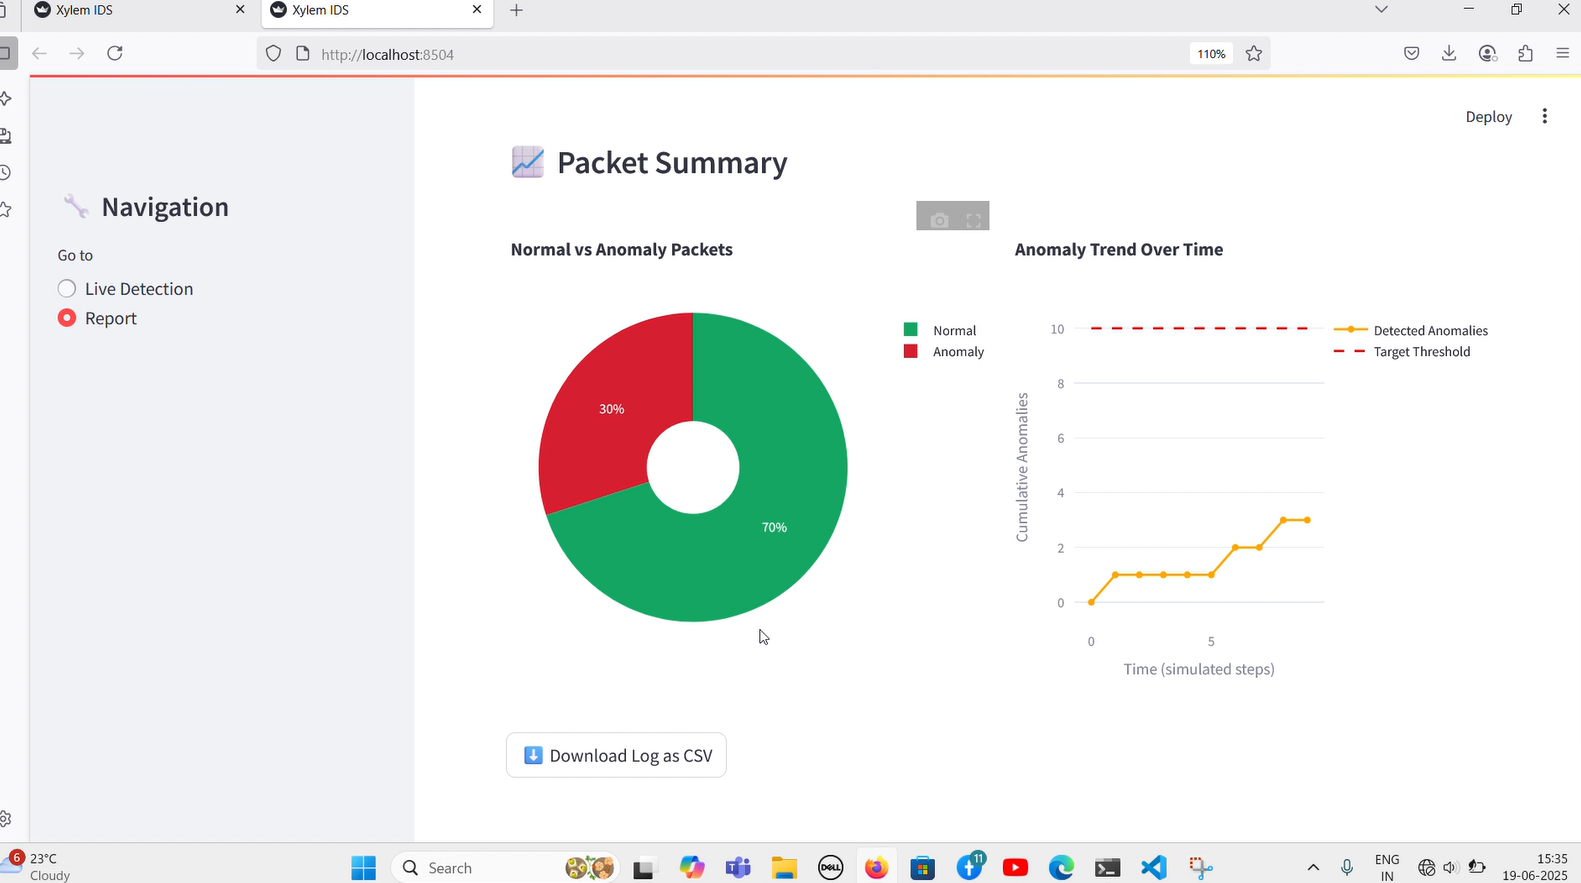 Xylem IDS
Xylem IDS
http://localhost:8504
110%
Deploy
Navigation
Go to
Live Detection
Report
Packet Summary
Normal vs Anomaly Packets
Normal
Anomaly
30%
70%
Anomaly Trend Over Time
Detected Anomalies
Target Threshold
Cumulative Anomalies
10
8
6
4
2
0
0 5
Time (simulated steps)
Download Log as CSV
6
23°C
Cloudy
Search
DELL
11
ENG
IN
15:35
19-06-2025